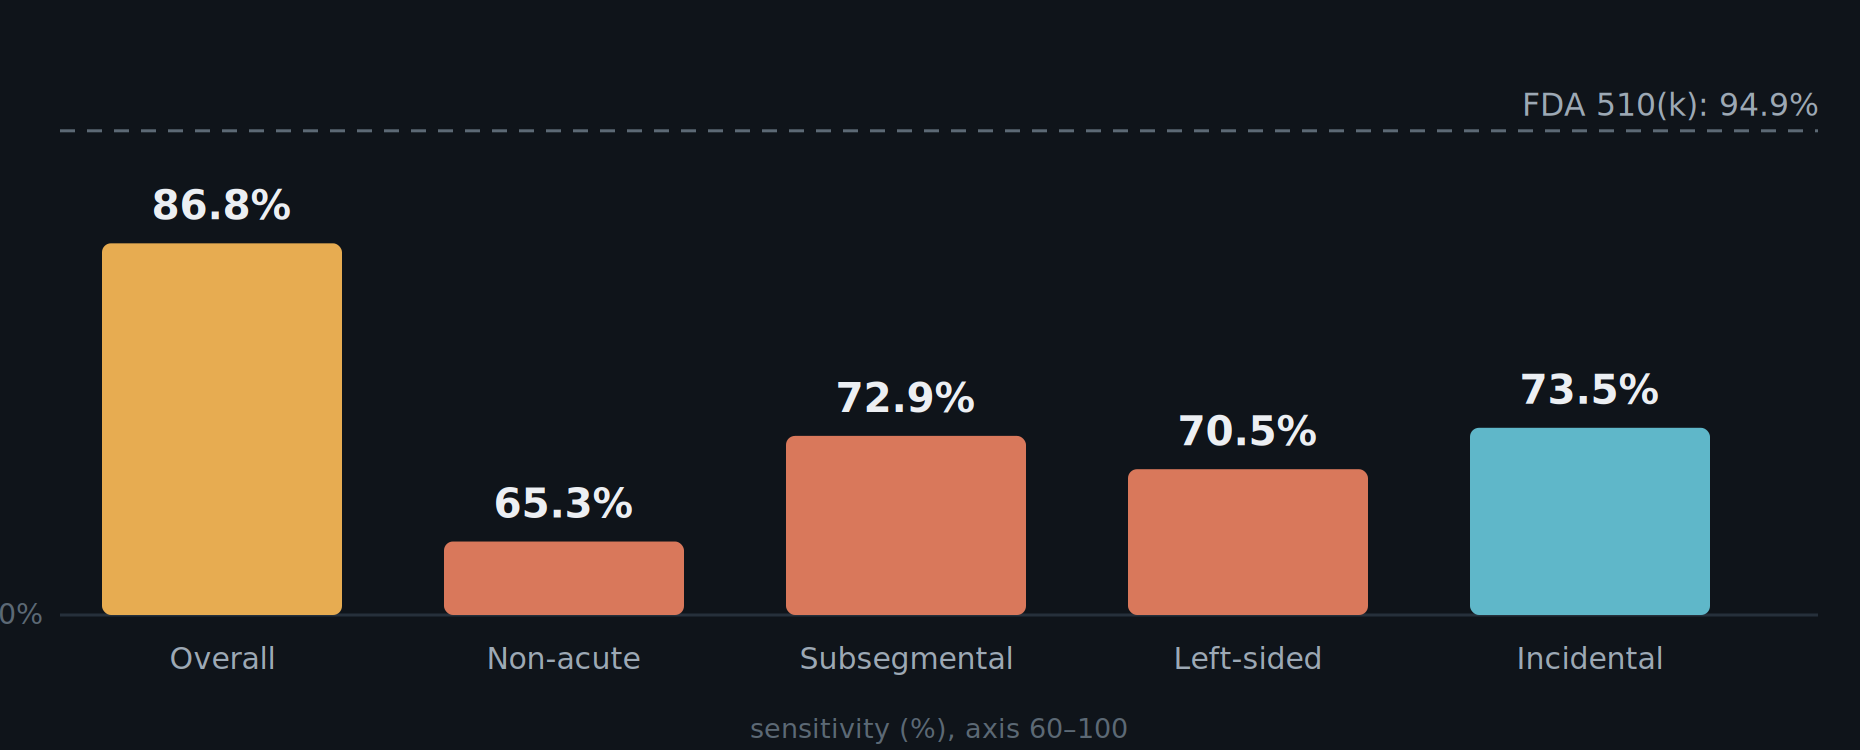 FDA 510(k): 94.9%
86.8%
65.3%
72.9%
70.5%
73.5%
0%
Overall
Non-acute
Subsegmental
Left-sided
Incidental
sensitivity (%), axis 60–100